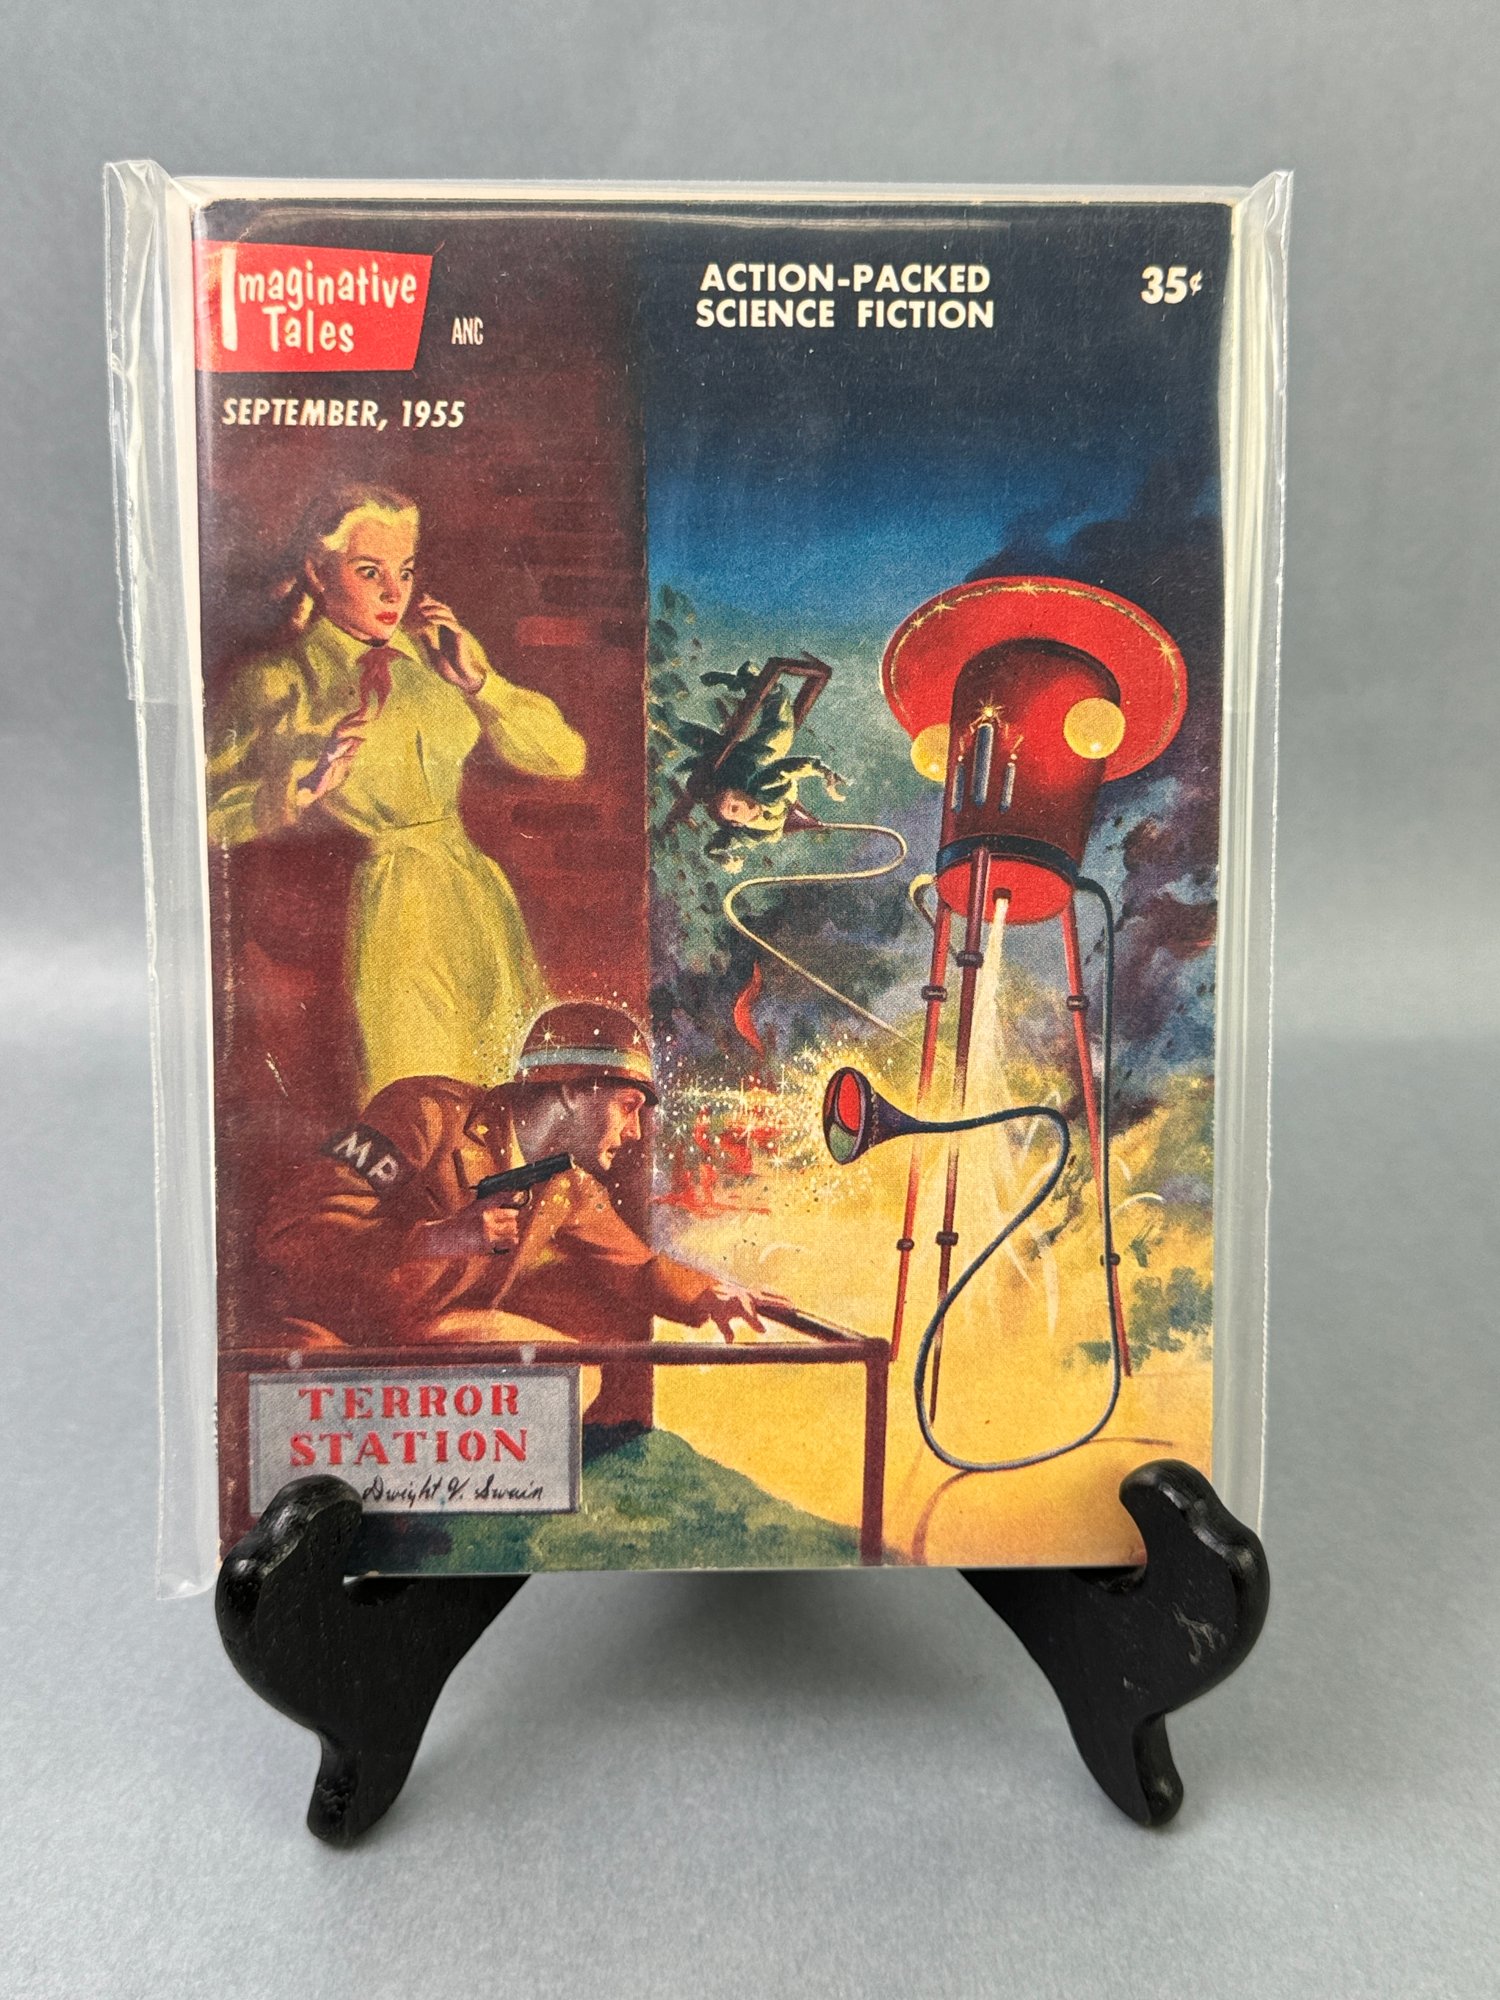 Imaginative
Tales
ANC
SEPTEMBER, 1955
ACTION-PACKED
SCIENCE FICTION
35¢
MP
TERROR
STATION
Dwight V. Swain